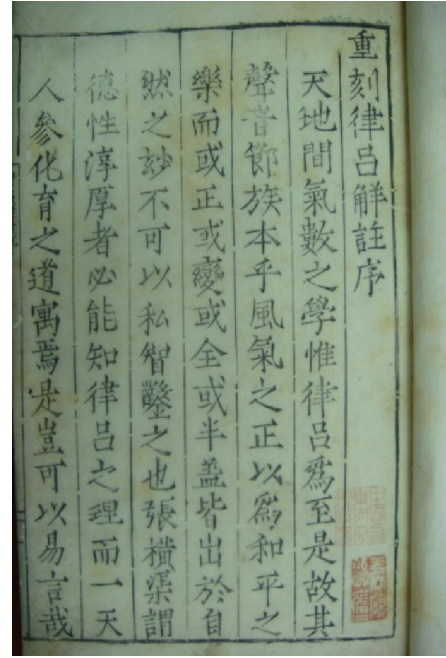 重刻律呂解註序
天地間氣數之學惟律呂爲至是故其
聲音節族本乎風氣之正以爲和平之
樂而或正或變或全或半盖皆出於自
然之玅不可以私智鑿之也張橫渠謂
德性淳厚者必能知律呂之理而一天
人參化育之道寓焉是豈可以易言哉